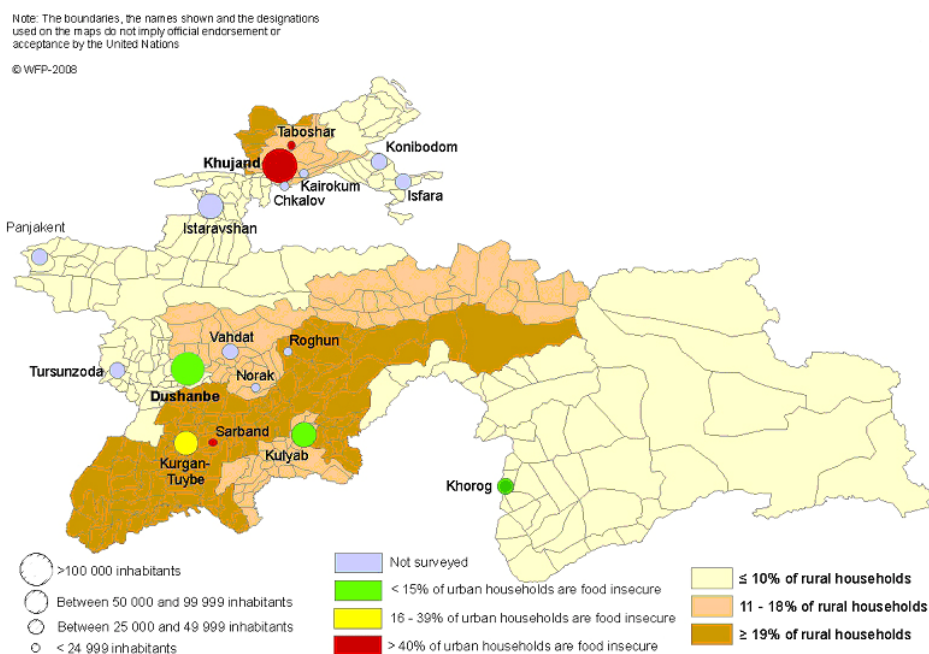 Note: The boundaries, the names shown and the designations
used on the maps do not imply official endorsement or
acceptance by the United Nations
© WFP-2008
Taboshar
Konibodom
Khujand
Kairokum
Isfara
Chkalov
Istaravshan
Panjakent
Vahdat
Roghun
Tursunzoda
Norak
Dushanbe
Sarband
Kulyab
Kurgan-
Tuybe
Khorog
>100 000 inhabitants
Between 50 000 and 99 999 inhabitants
Between 25 000 and 49 999 inhabitants
< 24 999 inhabitants
Not surveyed
< 15% of urban households are food insecure
16 - 39% of urban households are food insecure
> 40% of urban households are food insecure
≤ 10% of rural households
11 - 18% of rural households
≥ 19% of rural households